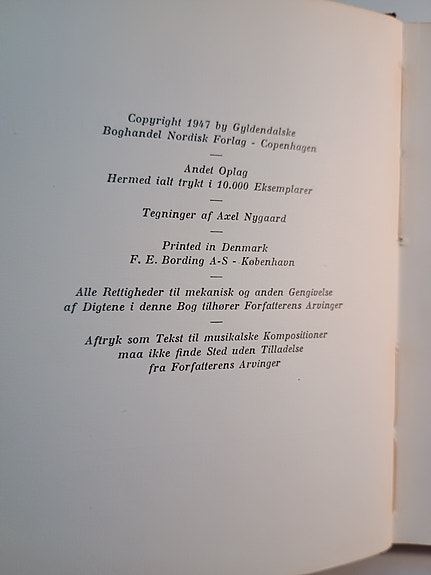 Copyright 1947 by Gyldendalske
Boghandel Nordisk Forlag - Copenhagen
Andet Oplag
Hermed ialt trykt i 10.000 Eksemplarer
Tegninger af Axel Nygaard
Printed in Denmark
F. E. Bording A-S - København
Alle Rettigheder til mekanisk og anden Gengivelse
af Digtene i denne Bog tilhører Forfatterens Arvinger
Aftryk som Tekst til musikalske Kompositioner
maa ikke finde Sted uden Tilladelse
fra Forfatterens Arvinger